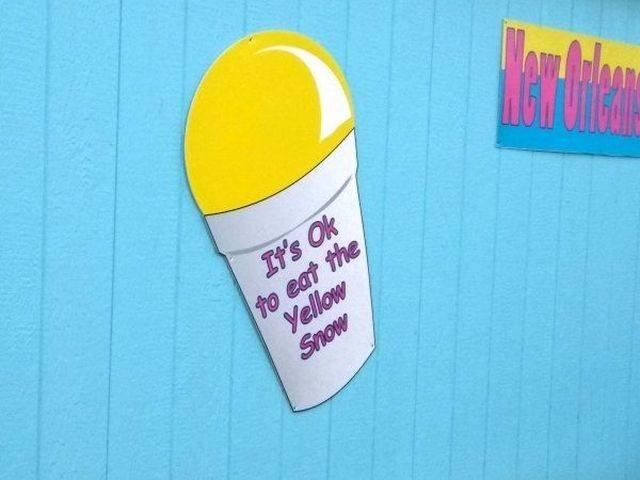 It's Ok
to eat the
Yellow
Snow
New Orleans